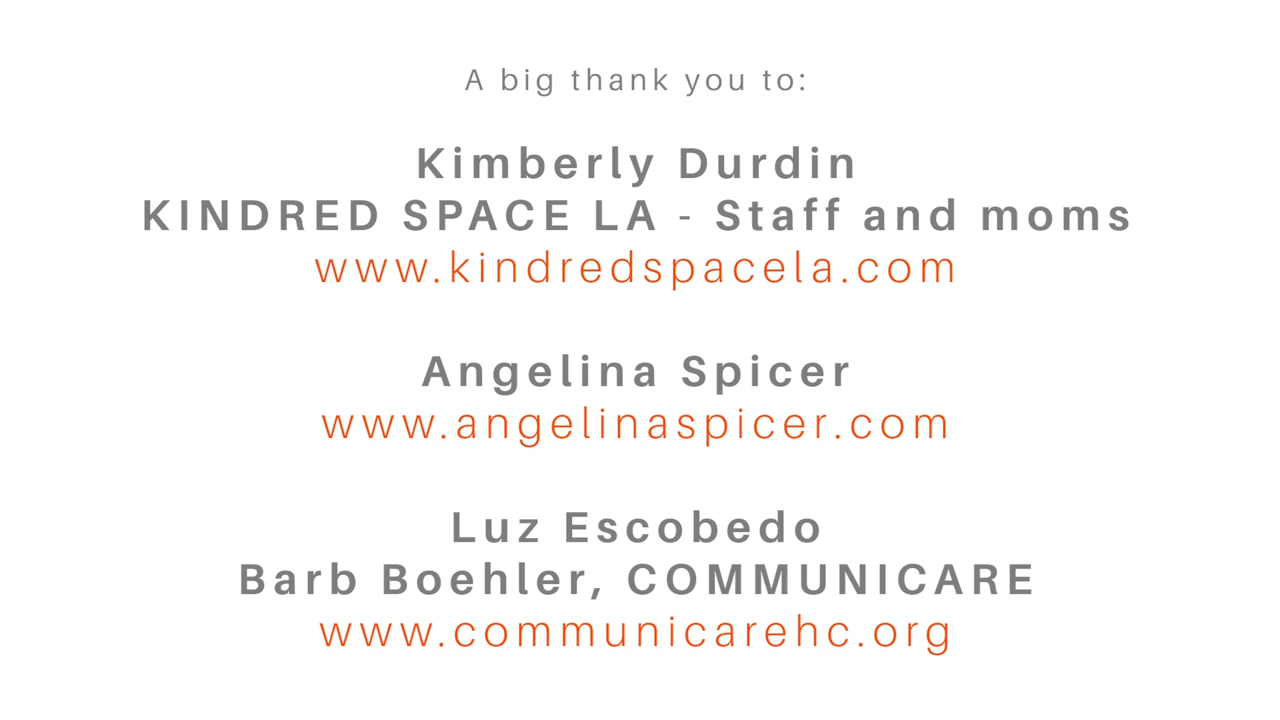 A big thank you to:
Kimberly Durdin
KINDRED SPACE LA - Staff and moms
www.kindredspacela.com
Angelina Spicer
www.angelinaspicer.com
Luz Escobedo
Barb Boehler, COMMUNICARE
www.communicarehc.org